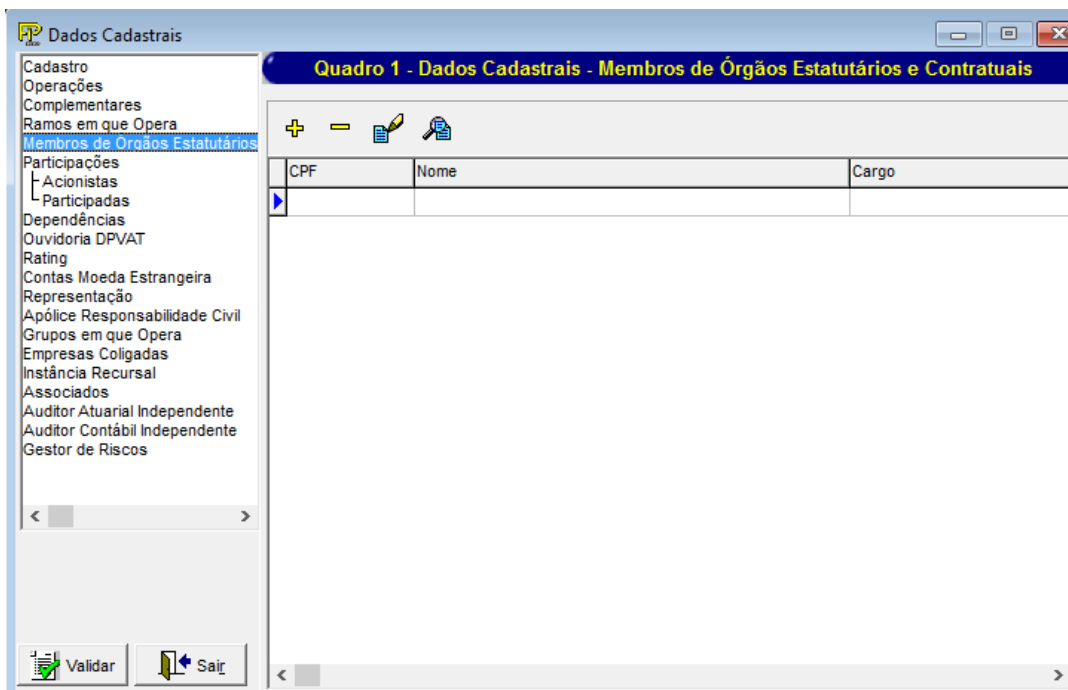 Dados Cadastrais
Cadastro
Operações
Complementares
Ramos em que Opera
Membros de Orgãos Estatutários
Participações
Acionistas
Participadas
Dependências
Ouvidoria DPVAT
Rating
Contas Moeda Estrangeira
Representação
Apólice Responsabilidade Civil
Grupos em que Opera
Empresas Coligadas
Instância Recursal
Associados
Auditor Atuarial Independente
Auditor Contábil Independente
Gestor de Riscos
Validar Sair
Quadro 1 - Dados Cadastrais - Membros de Órgãos Estatutários e Contratuais
CPF Nome Cargo